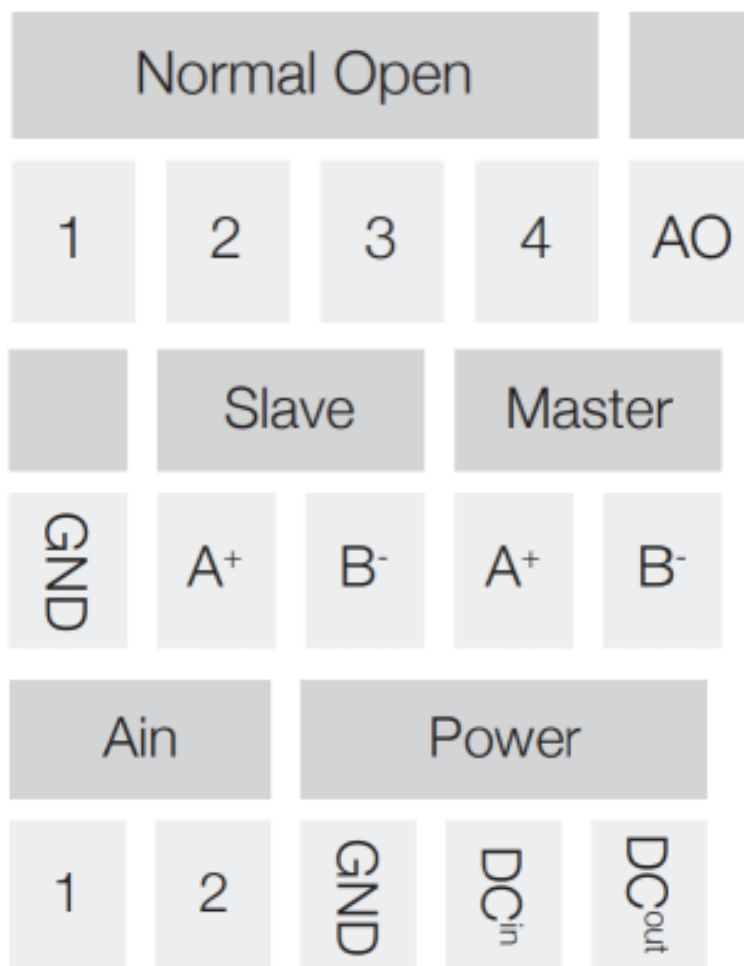 Normal Open
1 2 3 4 AO
Slave Master
GND A+ B- A+ B-
Ain Power
1 2 GND DCin DCout